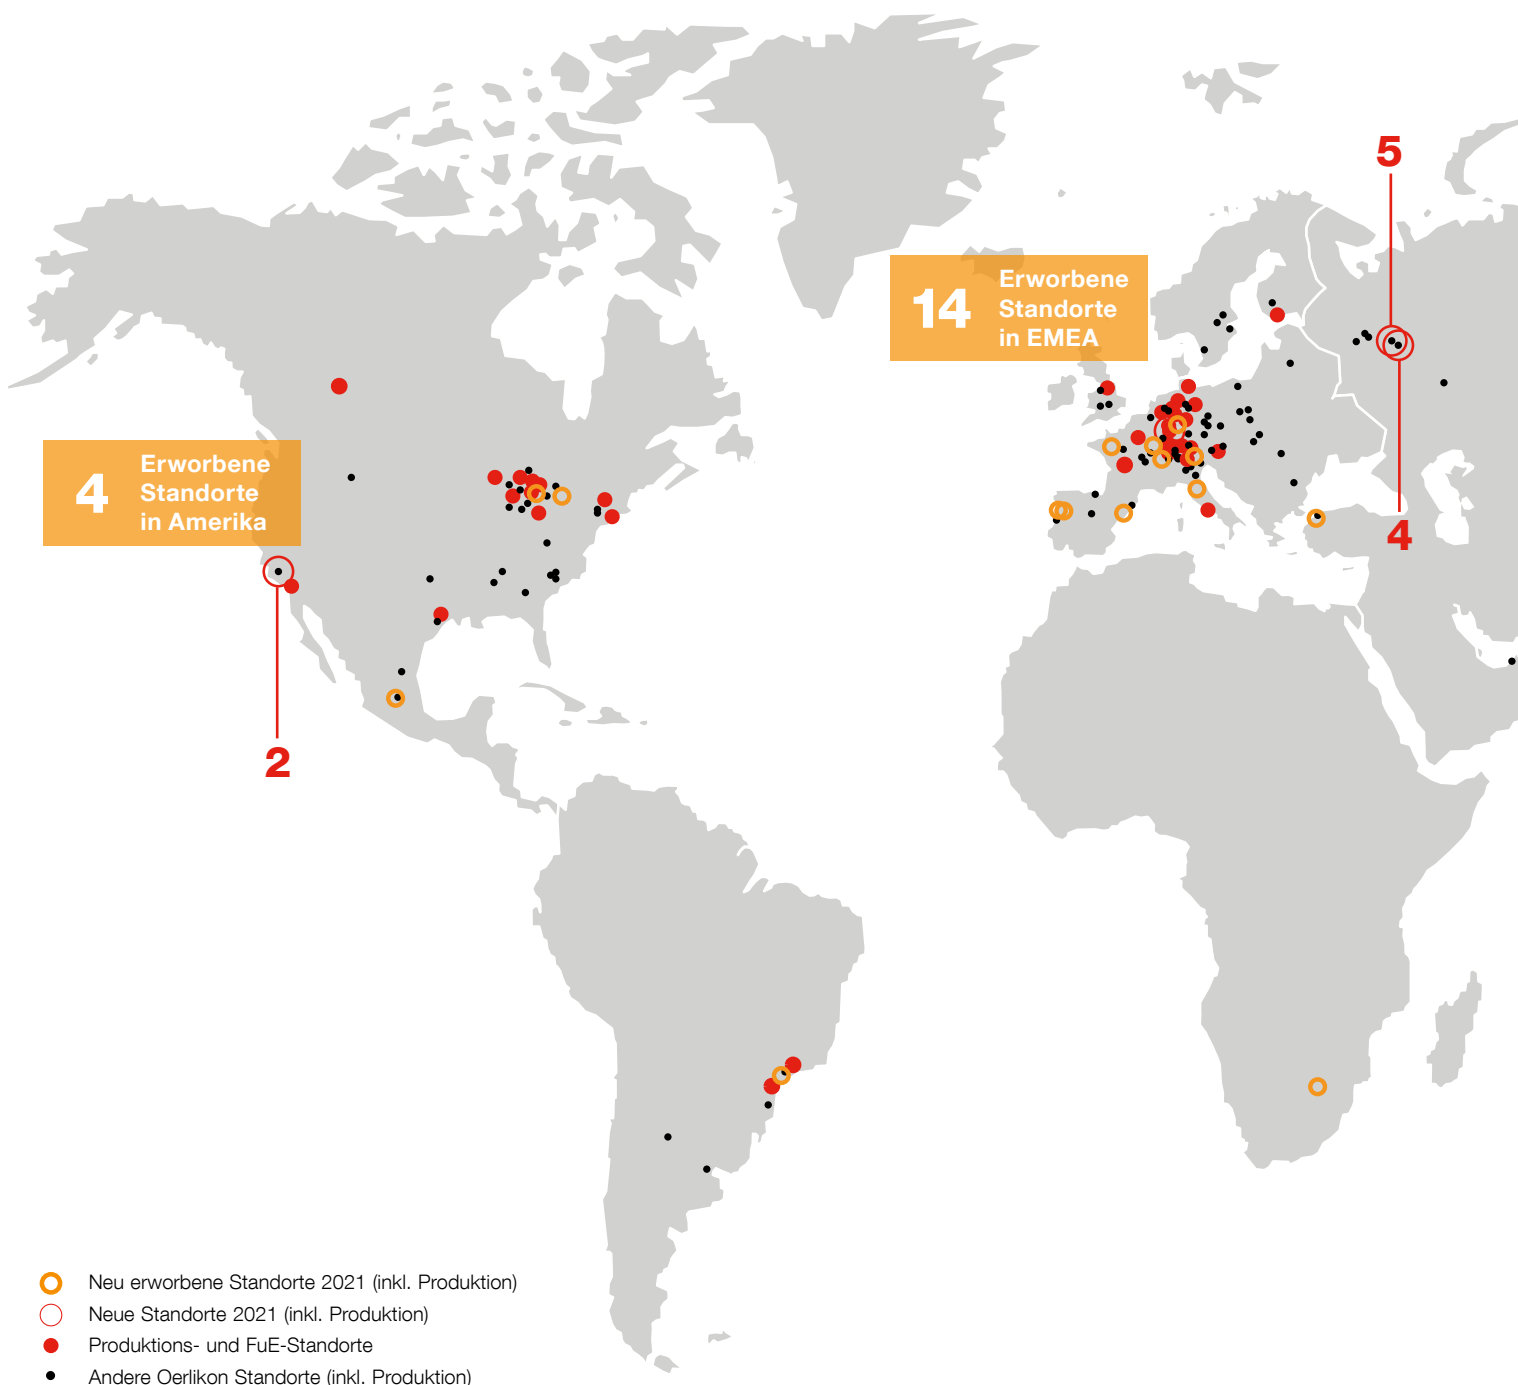 5
14
Erworbene
Standorte
in EMEA
4
Erworbene
Standorte
in Amerika
4
2
Neu erworbene Standorte 2021 (inkl. Produktion)
Neue Standorte 2021 (inkl. Produktion)
Produktions- und FuE-Standorte
Andere Oerlikon Standorte (inkl. Produktion)